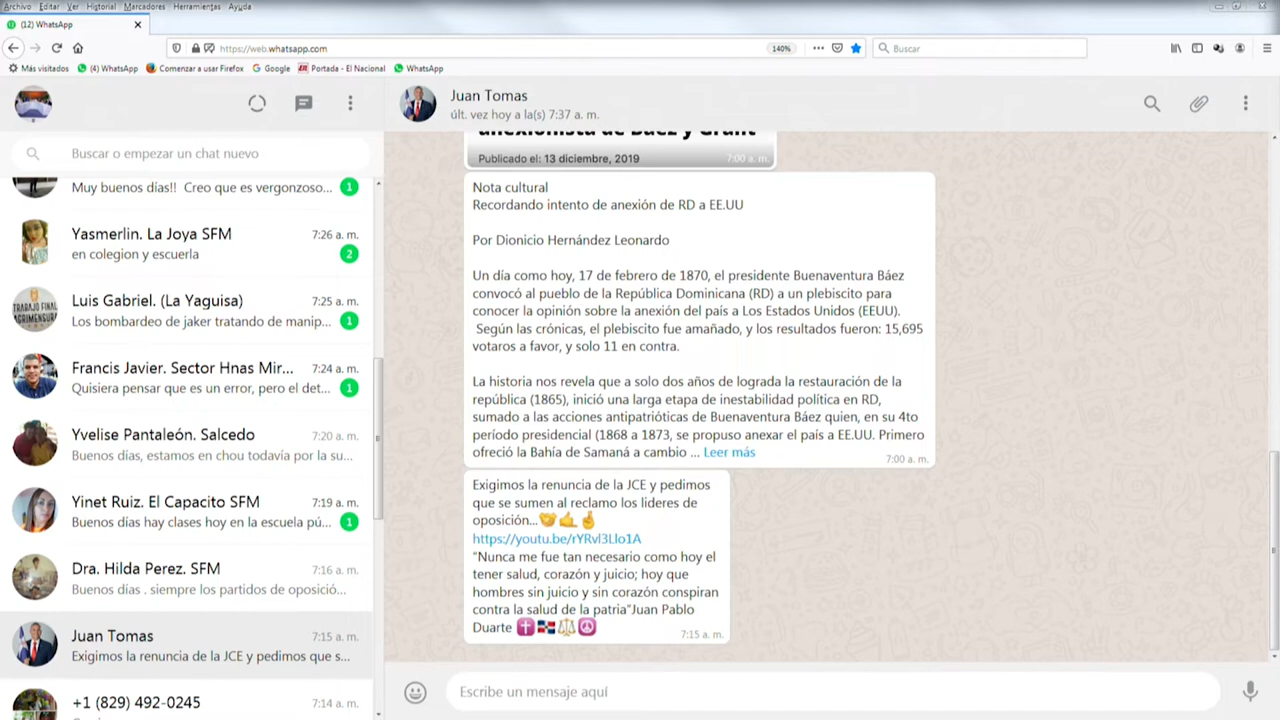 Archivo Editar Ver Historial Marcadores Herramientas Ayuda
(12) WhatsApp
https://web.whatsapp.com
140%
Buscar
Más visitados (4) WhatsApp Comenzar a usar Firefox Google Portada - El Nacional WhatsApp
Juan Tomas
últ. vez hoy a la(s) 7:37 a. m.
Buscar o empezar un chat nuevo
Muy buenos días!! Creo que es vergonzoso... 1
Yasmerlin. La Joya SFM 7:26 a. m.
en colegion y escuerla 2
Luis Gabriel. (La Yaguisa) 7:25 a. m.
Los bombardeo de jaker tratando de manip... 1
TRABAJO FINAL
AGRIMENSURA
Francis Javier. Sector Hnas Mir... 7:24 a. m.
Quisiera pensar que es un error, pero el det... 1
Yvelise Pantaleón. Salcedo 7:20 a. m.
Buenos días, estamos en chou todavía por la su...
Yinet Ruiz. El Capacito SFM 7:19 a. m.
Buenos días hay clases hoy en la escuela pú... 1
Dra. Hilda Perez. SFM 7:16 a. m.
Buenos días . siempre los partidos de oposició...
Juan Tomas 7:15 a. m.
Exigimos la renuncia de la JCE y pedimos que s...
+1 (829) 492-0245 7:14 a. m.
anexionista de Báez y Grant
Publicado el: 13 diciembre, 2019 7:00 a. m.
Nota cultural
Recordando intento de anexión de RD a EE.UU
Por Dionicio Hernández Leonardo
Un día como hoy, 17 de febrero de 1870, el presidente Buenaventura Báez
convocó al pueblo de la República Dominicana (RD) a un plebiscito para
conocer la opinión sobre la anexión del país a Los Estados Unidos (EEUU).
Según las crónicas, el plebiscito fue amañado, y los resultados fueron: 15,695
votaros a favor, y solo 11 en contra.
La historia nos revela que a solo dos años de lograda la restauración de la
república (1865), inició una larga etapa de inestabilidad política en RD,
sumado a las acciones antipatrióticas de Buenaventura Báez quien, en su 4to
período presidencial (1868 a 1873, se propuso anexar el país a EE.UU. Primero
ofreció la Bahía de Samaná a cambio ... Leer más
7:00 a. m.
Exigimos la renuncia de la JCE y pedimos
que se sumen al reclamo los lideres de
oposición...🤝🤙🤞
https://youtu.be/rYRvl3Llo1A
"Nunca me fue tan necesario como hoy el
tener salud, corazón y juicio; hoy que
hombres sin juicio y sin corazón conspiran
contra la salud de la patria"Juan Pablo
Duarte ✝️🇩🇴⚖️☮️
7:15 a. m.
Escribe un mensaje aquí